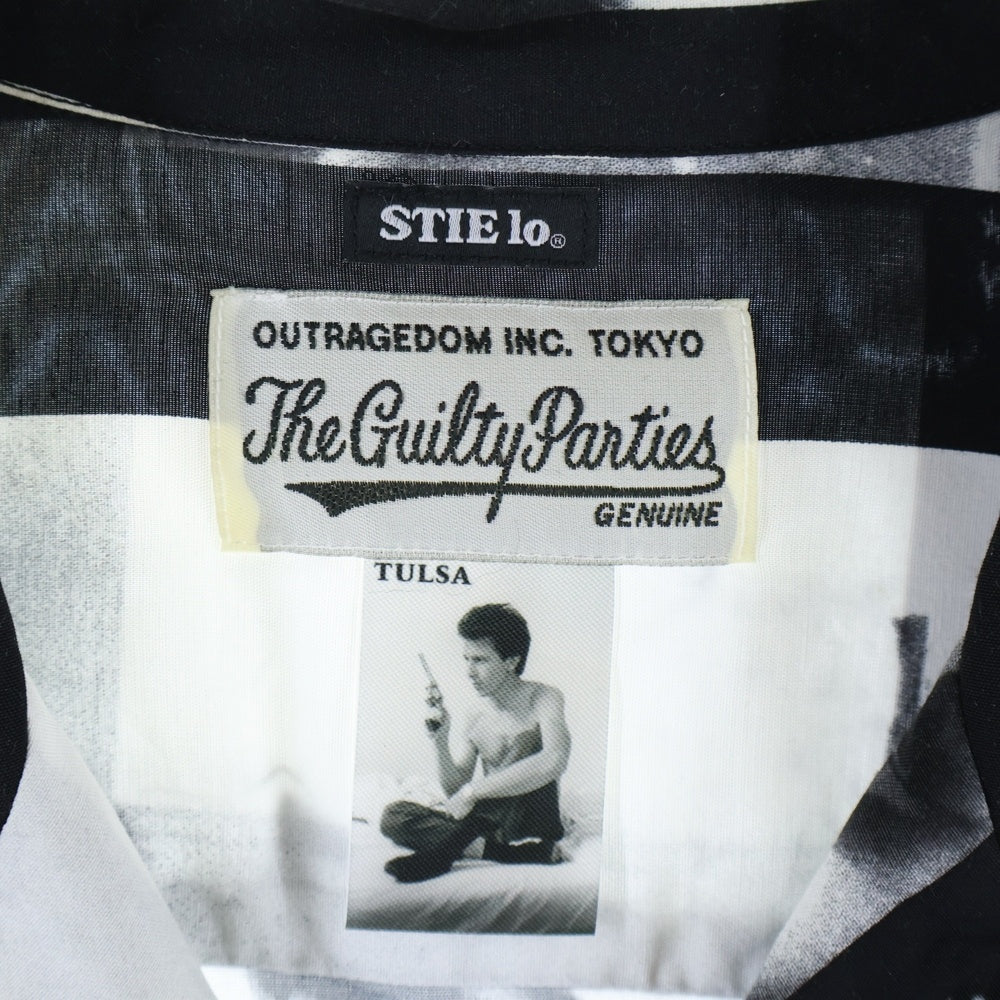 STIE lo®
OUTRAGEDOM INC. TOKYO
The Guilty Parties
GENUINE
TULSA